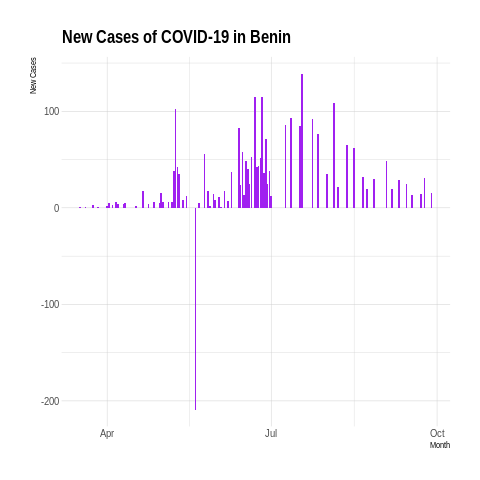 New Cases of COVID-19 in Benin
New Cases
100
0
-100
-200
Apr Jul Oct
Month